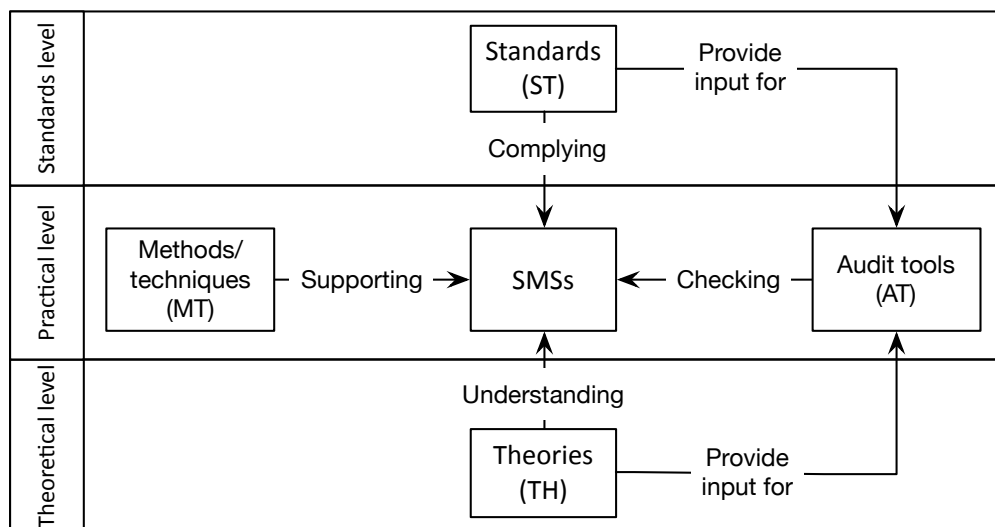 Standards level
Standards
(ST)
Provide
input for
Complying
Practical level
Methods/
techniques
(MT)
Supporting
SMSs
Checking
Audit tools
(AT)
Theoretical level
Understanding
Theories
(TH)
Provide
input for